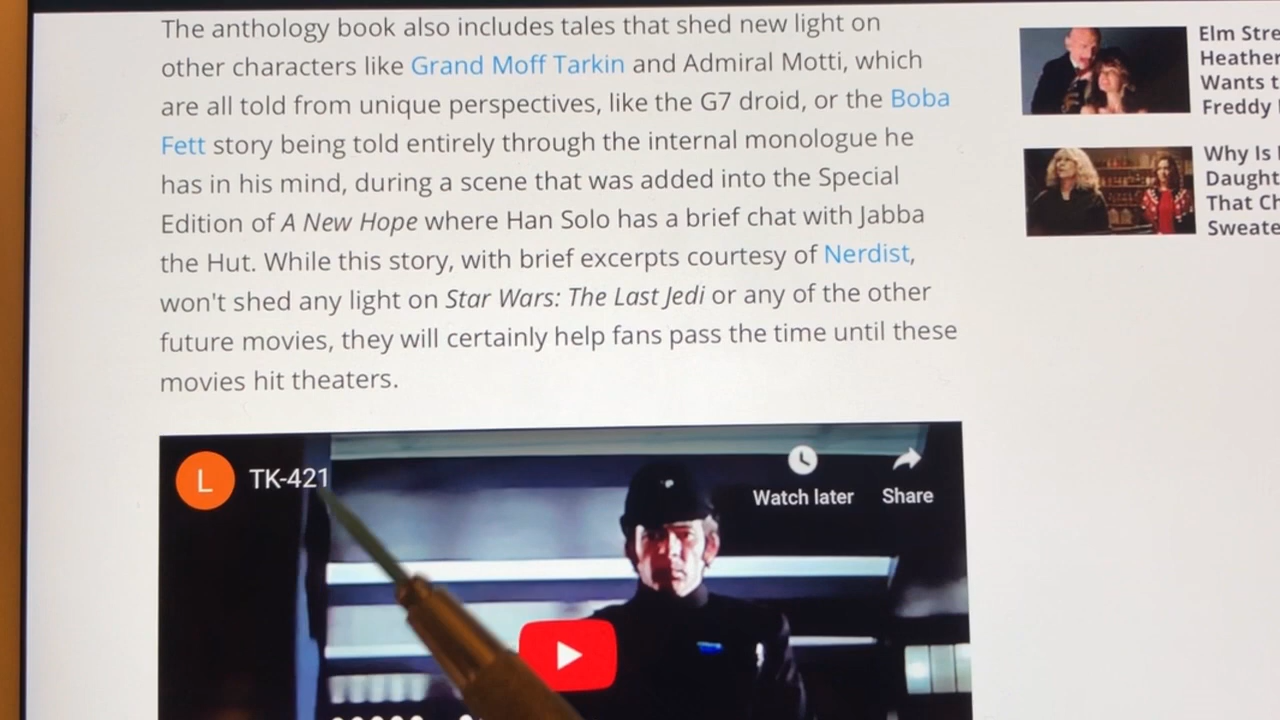 The anthology book also includes tales that shed new light on
other characters like Grand Moff Tarkin and Admiral Motti, which
are all told from unique perspectives, like the G7 droid, or the Boba
Fett story being told entirely through the internal monologue he
has in his mind, during a scene that was added into the Special
Edition of A New Hope where Han Solo has a brief chat with Jabba
the Hut. While this story, with brief excerpts courtesy of Nerdist,
won't shed any light on Star Wars: The Last Jedi or any of the other
future movies, they will certainly help fans pass the time until these
movies hit theaters.
L TK-421
Watch later Share
Elm Stre
Heather
Wants t
Freddy
Why Is
Daught
That Ch
Sweate